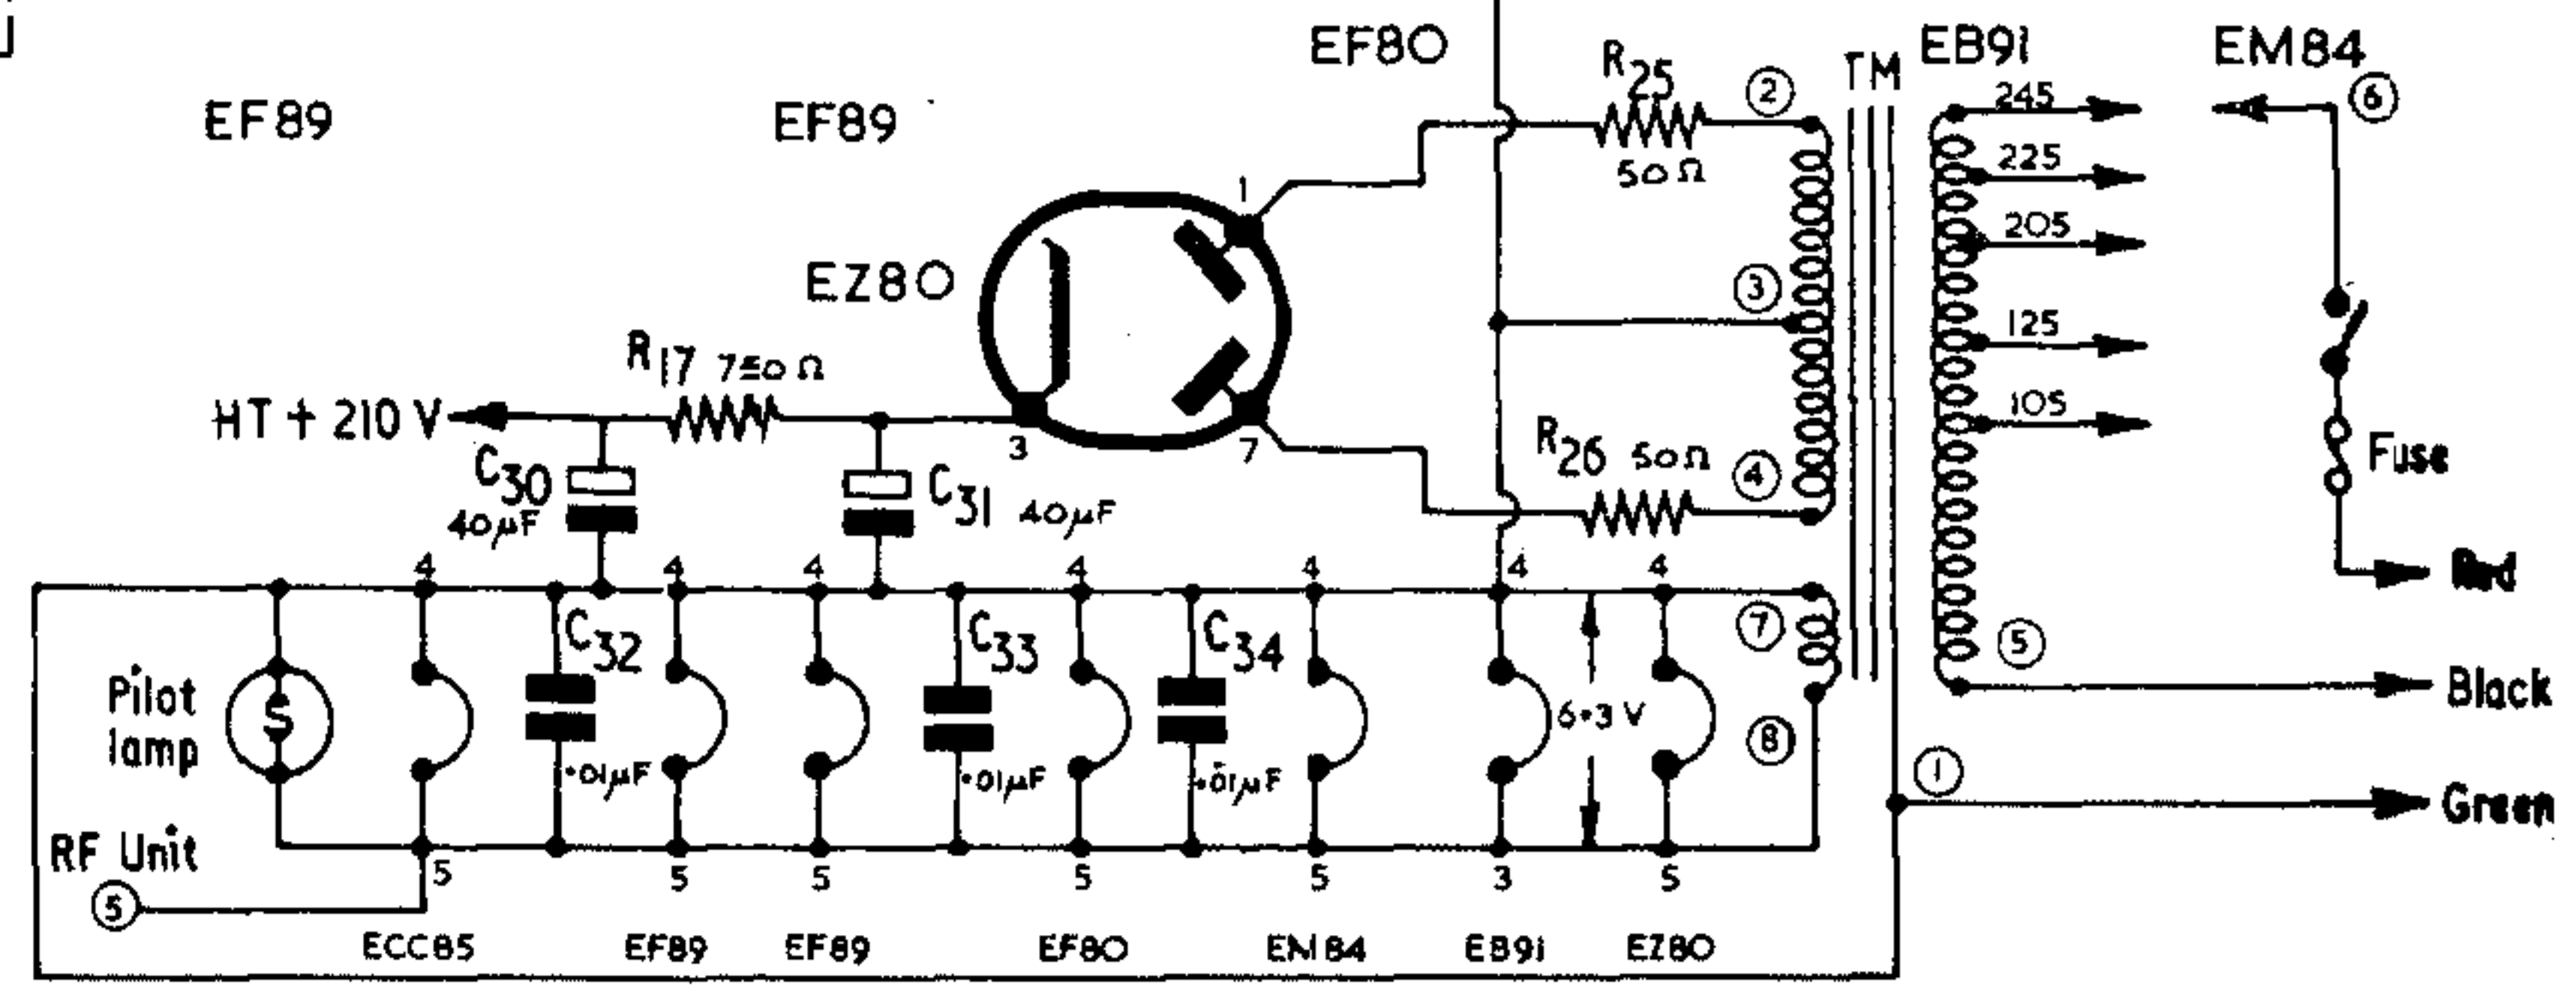 EF89
EF89
EF80
EB91
EM84
TM
R25
50Ω
2
3
4
245
225
205
125
105
6
Fuse
Red
EZ80
1
3
7
R17 750Ω
HT + 210 V
C30
40µF
C31 40µF
R26 50Ω
4
4
4
4
4
4
4
7
8
5
Black
Pilot
lamp
S
C32
.01µF
C33
.01µF
C34
.01µF
6.3 V
1
Green
RF Unit
5
5
5
5
5
5
3
5
ECC85
EF89
EF89
EF80
EM84
EB91
EZ80